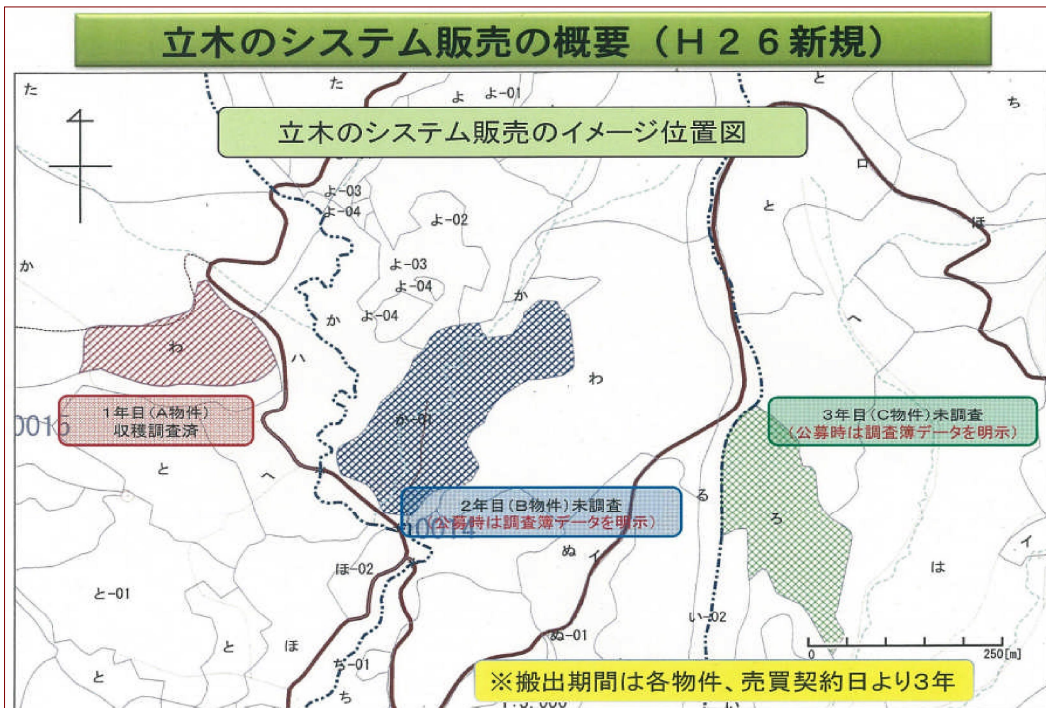 立木のシステム販売の概要(H26新規)
立木のシステム販売のイメージ位置図
た
た
よ
よ-01
と
ち
ロ
よ-03
よ-04
よ-02
と
ほ
か
よ-03
よ-04
か
か
よ-04
へ
わ
ハ
わ
1年目(A物件)
収穫調査済
3年目(C物件)未調査
(公募時は調査簿データを明示)
0015
か-01
と
へ
2年目(B物件)未調査
(公募時は調査簿データを明示)
0014
る
ろ
ぬ
イ
イ
ほ-02
は
と-01
い-02
ぬ-01
と
ほ
250[m]
と
ち-01
ち
※搬出期間は各物件、売買契約日より3年